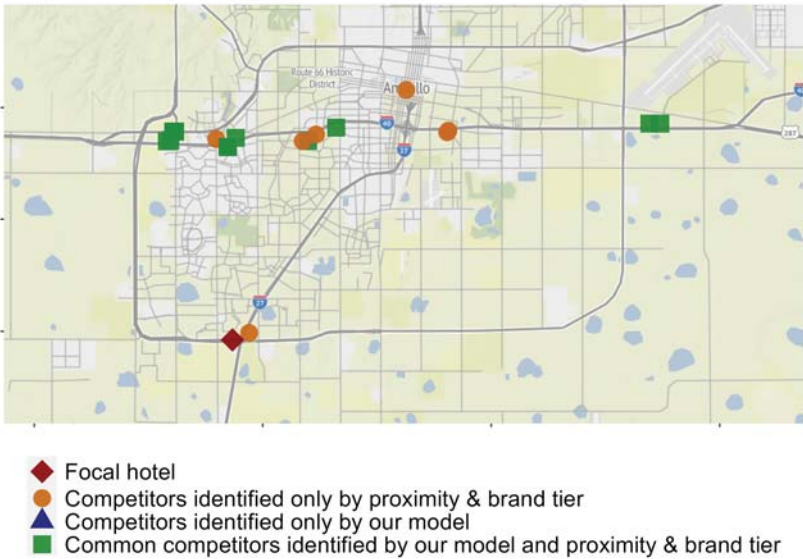 Route 66 Historic
District
40
27
287
27
Focal hotel
Competitors identified only by proximity & brand tier
Competitors identified only by our model
Common competitors identified by our model and proximity & brand tier